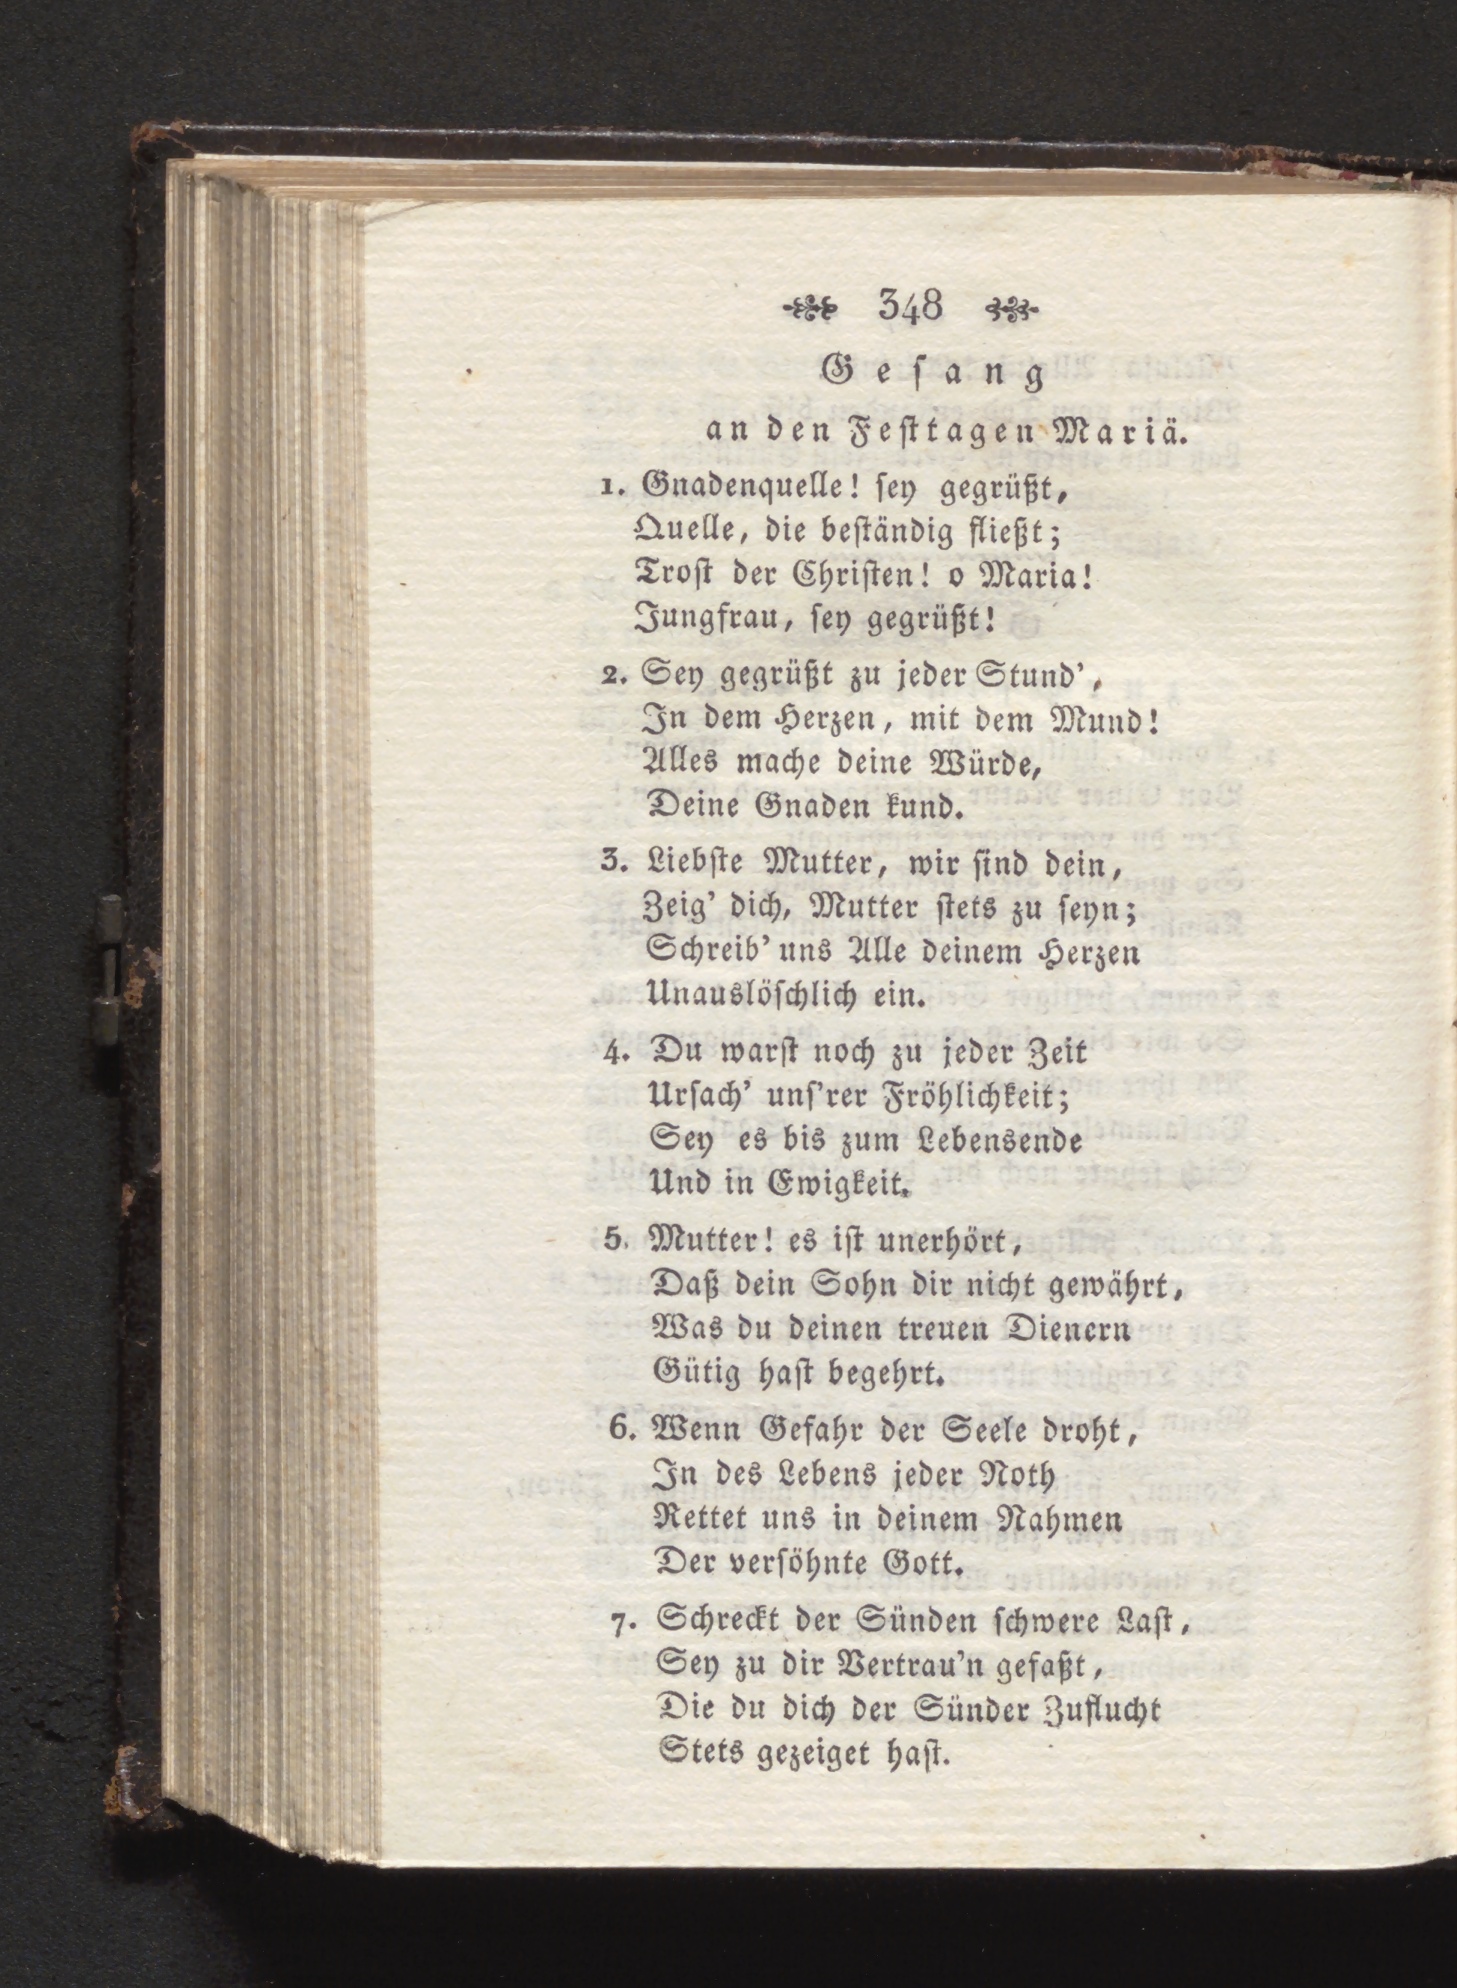 348
Gesang
an den Festtagen Mariä.
1. Gnadenquelle! sey gegrüßt,
Quelle, die beständig fließt;
Trost der Christen! o Maria!
Jungfrau, sey gegrüßt!
2. Sey gegrüßt zu jeder Stund',
In dem Herzen, mit dem Mund!
Alles mache deine Würde,
Deine Gnaden kund.
3. Liebste Mutter, wir sind dein,
Zeig' dich, Mutter stets zu seyn;
Schreib' uns Alle deinem Herzen
Unauslöschlich ein.
4. Du warst noch zu jeder Zeit
Ursach' uns'rer Fröhlichkeit;
Sey es bis zum Lebensende
Und in Ewigkeit.
5. Mutter! es ist unerhört,
Daß dein Sohn dir nicht gewährt,
Was du deinen treuen Dienern
Gütig hast begehrt.
6. Wenn Gefahr der Seele droht,
In des Lebens jeder Noth
Rettet uns in deinem Nahmen
Der versöhnte Gott.
7. Schreckt der Sünden schwere Last,
Sey zu dir Vertrau'n gefaßt,
Die du dich der Sünder Zuflucht
Stets gezeiget hast.